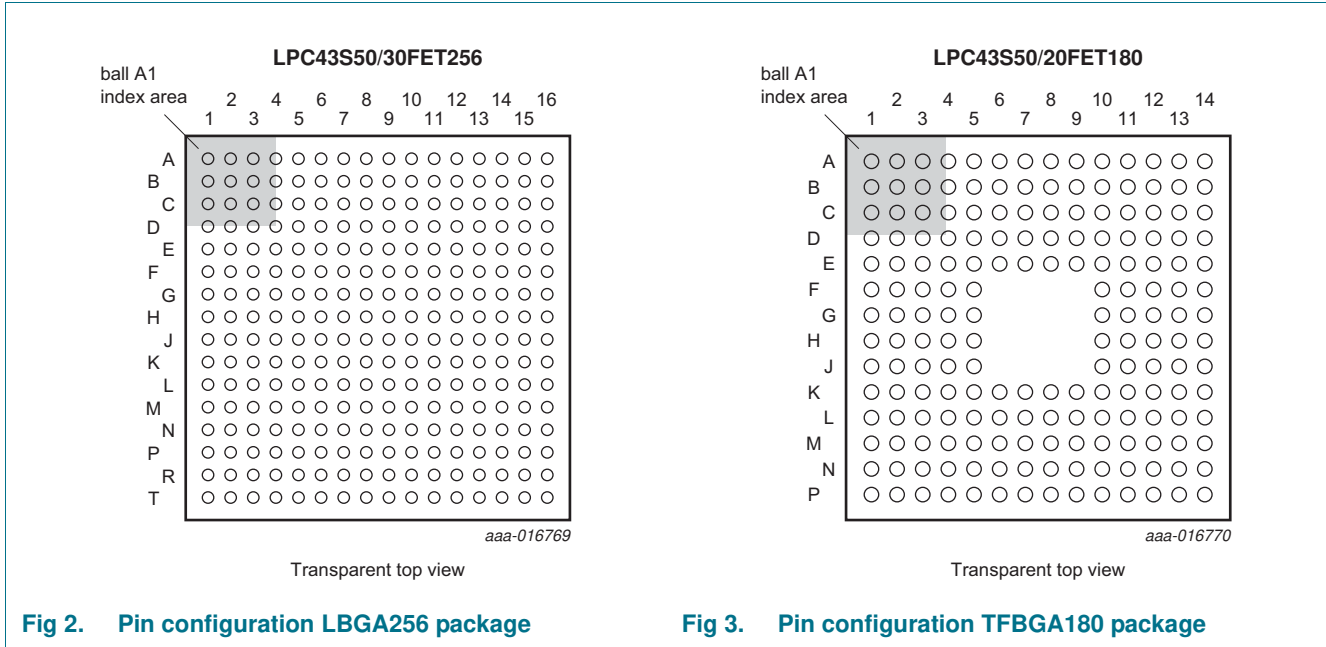 LPC43S50/30FET256
ball A1
index area
2 4 6 8 10 12 14 16
1 3 5 7 9 11 13 15
A
B
C
D
E
F
G
H
J
K
L
M
N
P
R
T
aaa-016769
Transparent top view
Fig 2. Pin configuration LBGA256 package
LPC43S50/20FET180
ball A1
index area
2 4 6 8 10 12 14
1 3 5 7 9 11 13
A
B
C
D
E
F
G
H
J
K
L
M
N
P
aaa-016770
Transparent top view
Fig 3. Pin configuration TFBGA180 package